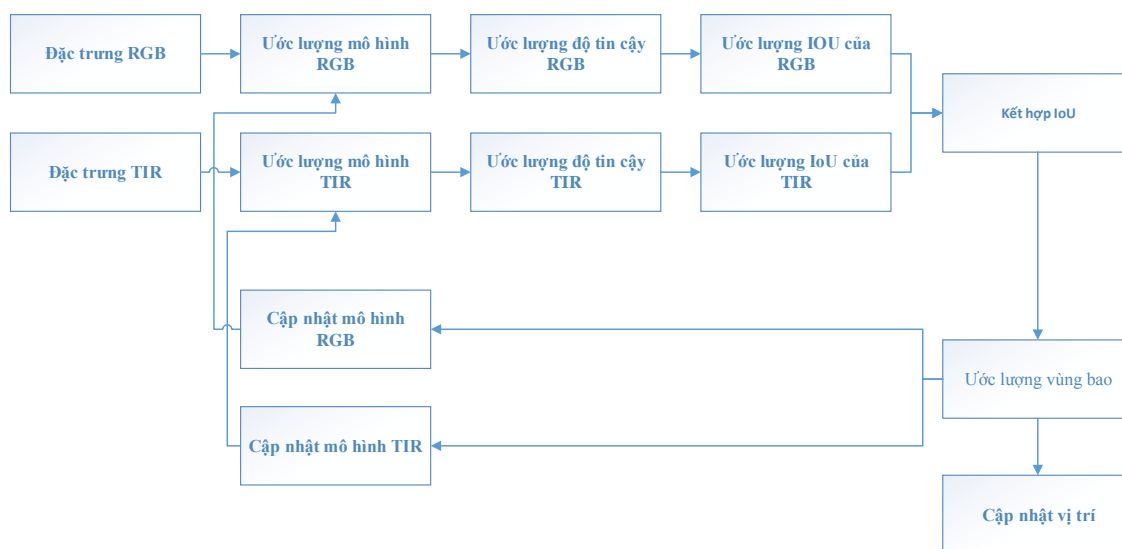 Đặc trưng RGB
Ước lượng mô hình
RGB
Ước lượng độ tin cậy
RGB
Ước lượng IOU của
RGB
Kết hợp IoU
Đặc trưng TIR
Ước lượng mô hình
TIR
Ước lượng độ tin cậy
TIR
Ước lượng IoU của
TIR
Cập nhật mô hình
RGB
Ước lượng vùng bao
Cập nhật mô hình TIR
Cập nhật vị trí